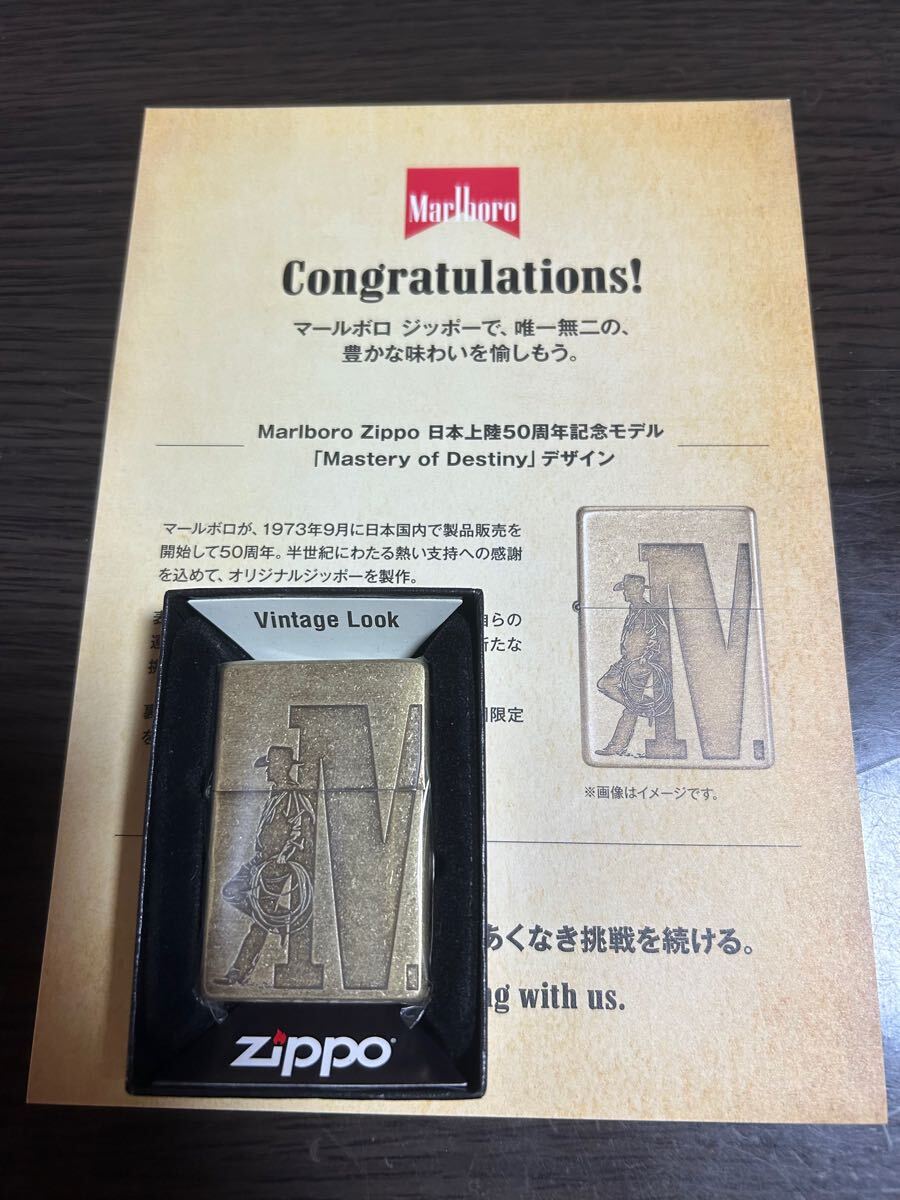 Marlboro
Congratulations!
マールボロ ジッポーで、唯一無二の、
豊かな味わいを愉しもう。
Marlboro Zippo 日本上陸50周年記念モデル
「Mastery of Destiny」デザイン
マールボロが、1973年9月に日本国内で製品販売を
開始して50周年。半世紀にわたる熱い支持への感謝
を込めて、オリジナルジッポーを製作。
自らの
新たな
限定
を
M.
※画像はイメージです。
Vintage Look
M.
zippo
あくなき挑戦を続ける。
with us.